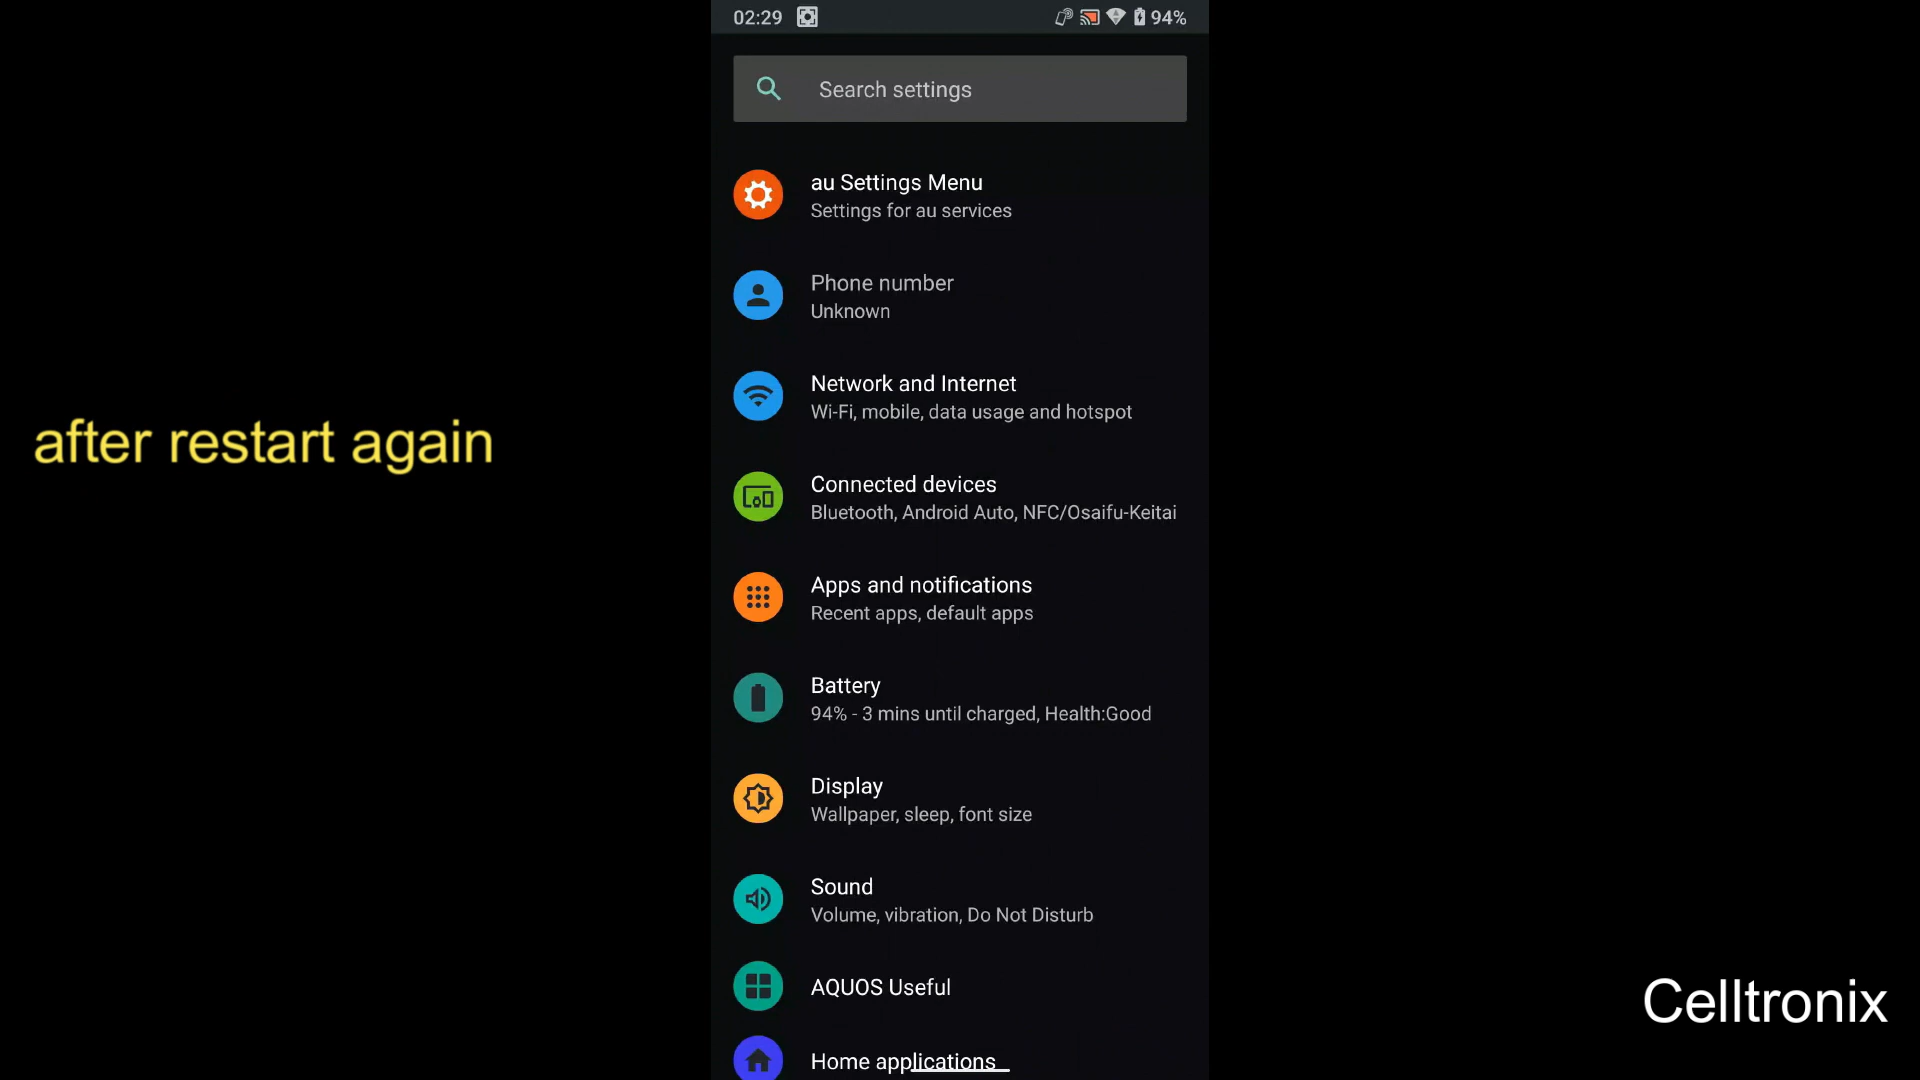 02:29
94%
Search settings
au Settings Menu
Settings for au services
Phone number
Unknown
Network and Internet
Wi-Fi, mobile, data usage and hotspot
after restart again
Connected devices
Bluetooth, Android Auto, NFC/Osaifu-Keitai
Apps and notifications
Recent apps, default apps
Battery
94% - 3 mins until charged, Health:Good
Display
Wallpaper, sleep, font size
Sound
Volume, vibration, Do Not Disturb
AQUOS Useful
Celltronix
Home applications